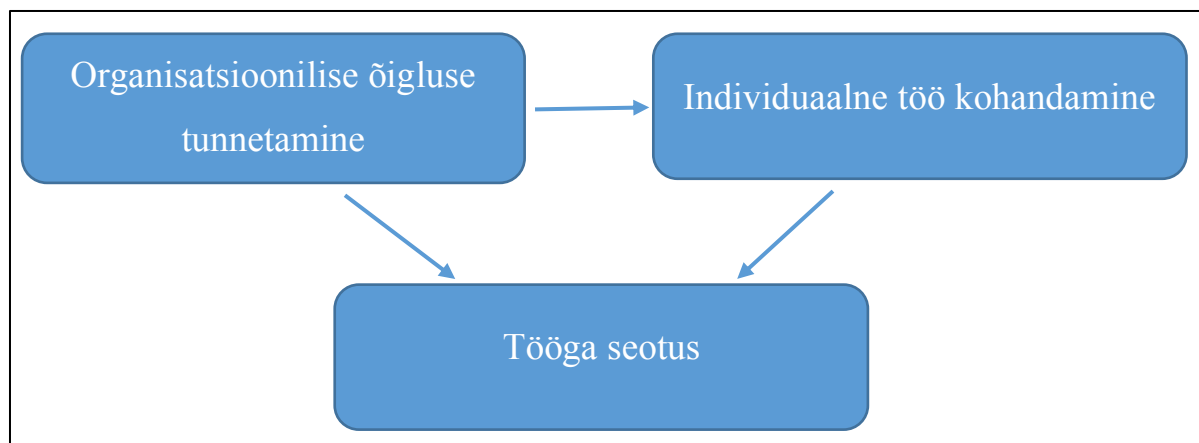 Organisatsioonilise õigluse
tunnetamine
Individuaalne töö kohandamine
Tööga seotus